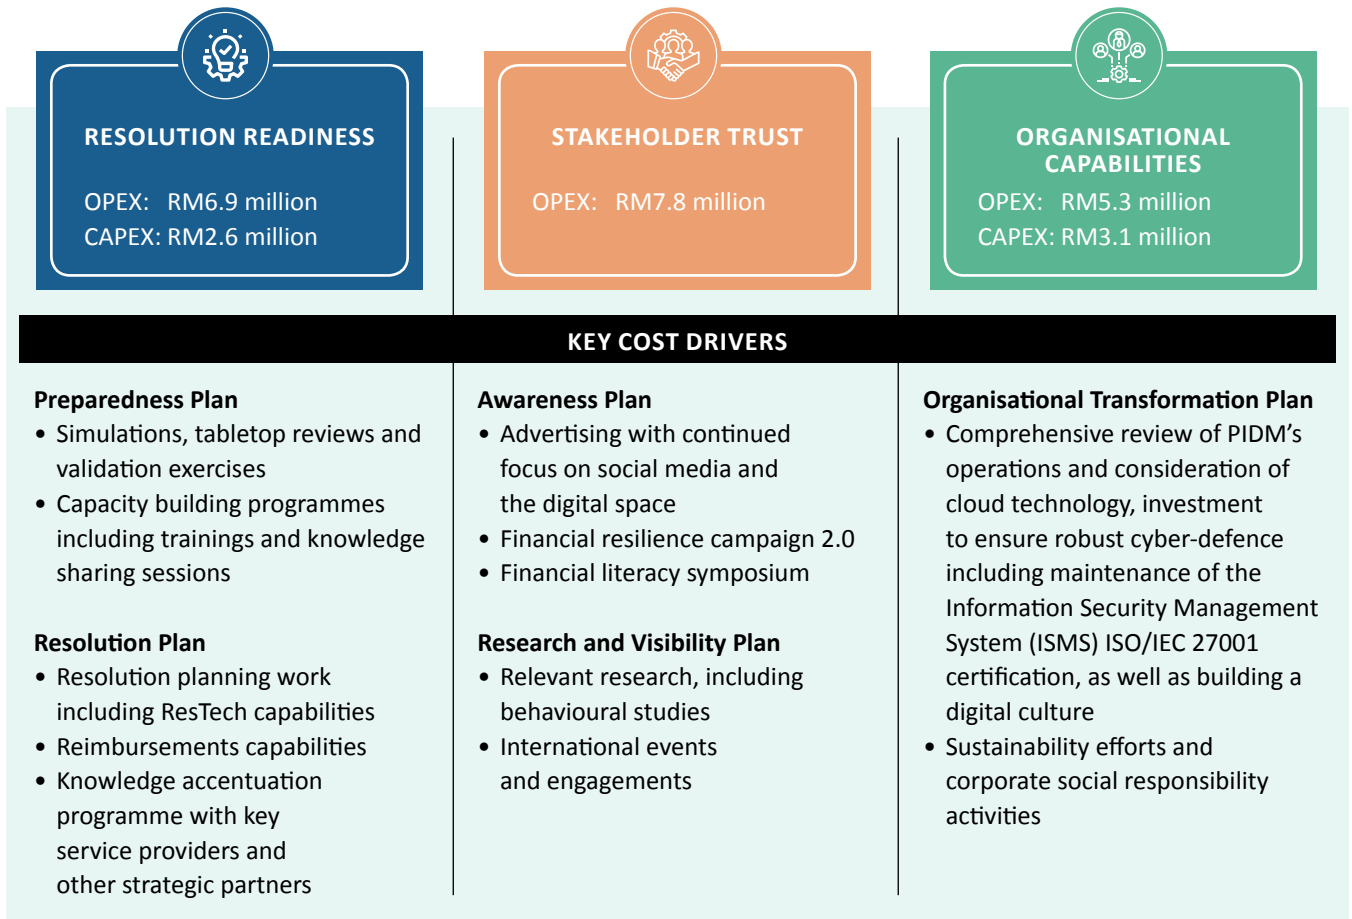 RESOLUTION READINESS
OPEX: RM6.9 million
CAPEX: RM2.6 million
STAKEHOLDER TRUST
OPEX: RM7.8 million
ORGANISATIONAL
CAPABILITIES
OPEX: RM5.3 million
CAPEX: RM3.1 million
KEY COST DRIVERS
Preparedness Plan
• Simulations, tabletop reviews and
validation exercises
• Capacity building programmes
including trainings and knowledge
sharing sessions
Resolution Plan
• Resolution planning work
including ResTech capabilities
• Reimbursements capabilities
• Knowledge accentuation
programme with key
service providers and
other strategic partners
Awareness Plan
• Advertising with continued
focus on social media and
the digital space
• Financial resilience campaign 2.0
• Financial literacy symposium
Research and Visibility Plan
• Relevant research, including
behavioural studies
• International events
and engagements
Organisational Transformation Plan
• Comprehensive review of PIDM’s
operations and consideration of
cloud technology, investment
to ensure robust cyber-defence
including maintenance of the
Information Security Management
System (ISMS) ISO/IEC 27001
certification, as well as building a
digital culture
• Sustainability efforts and
corporate social responsibility
activities